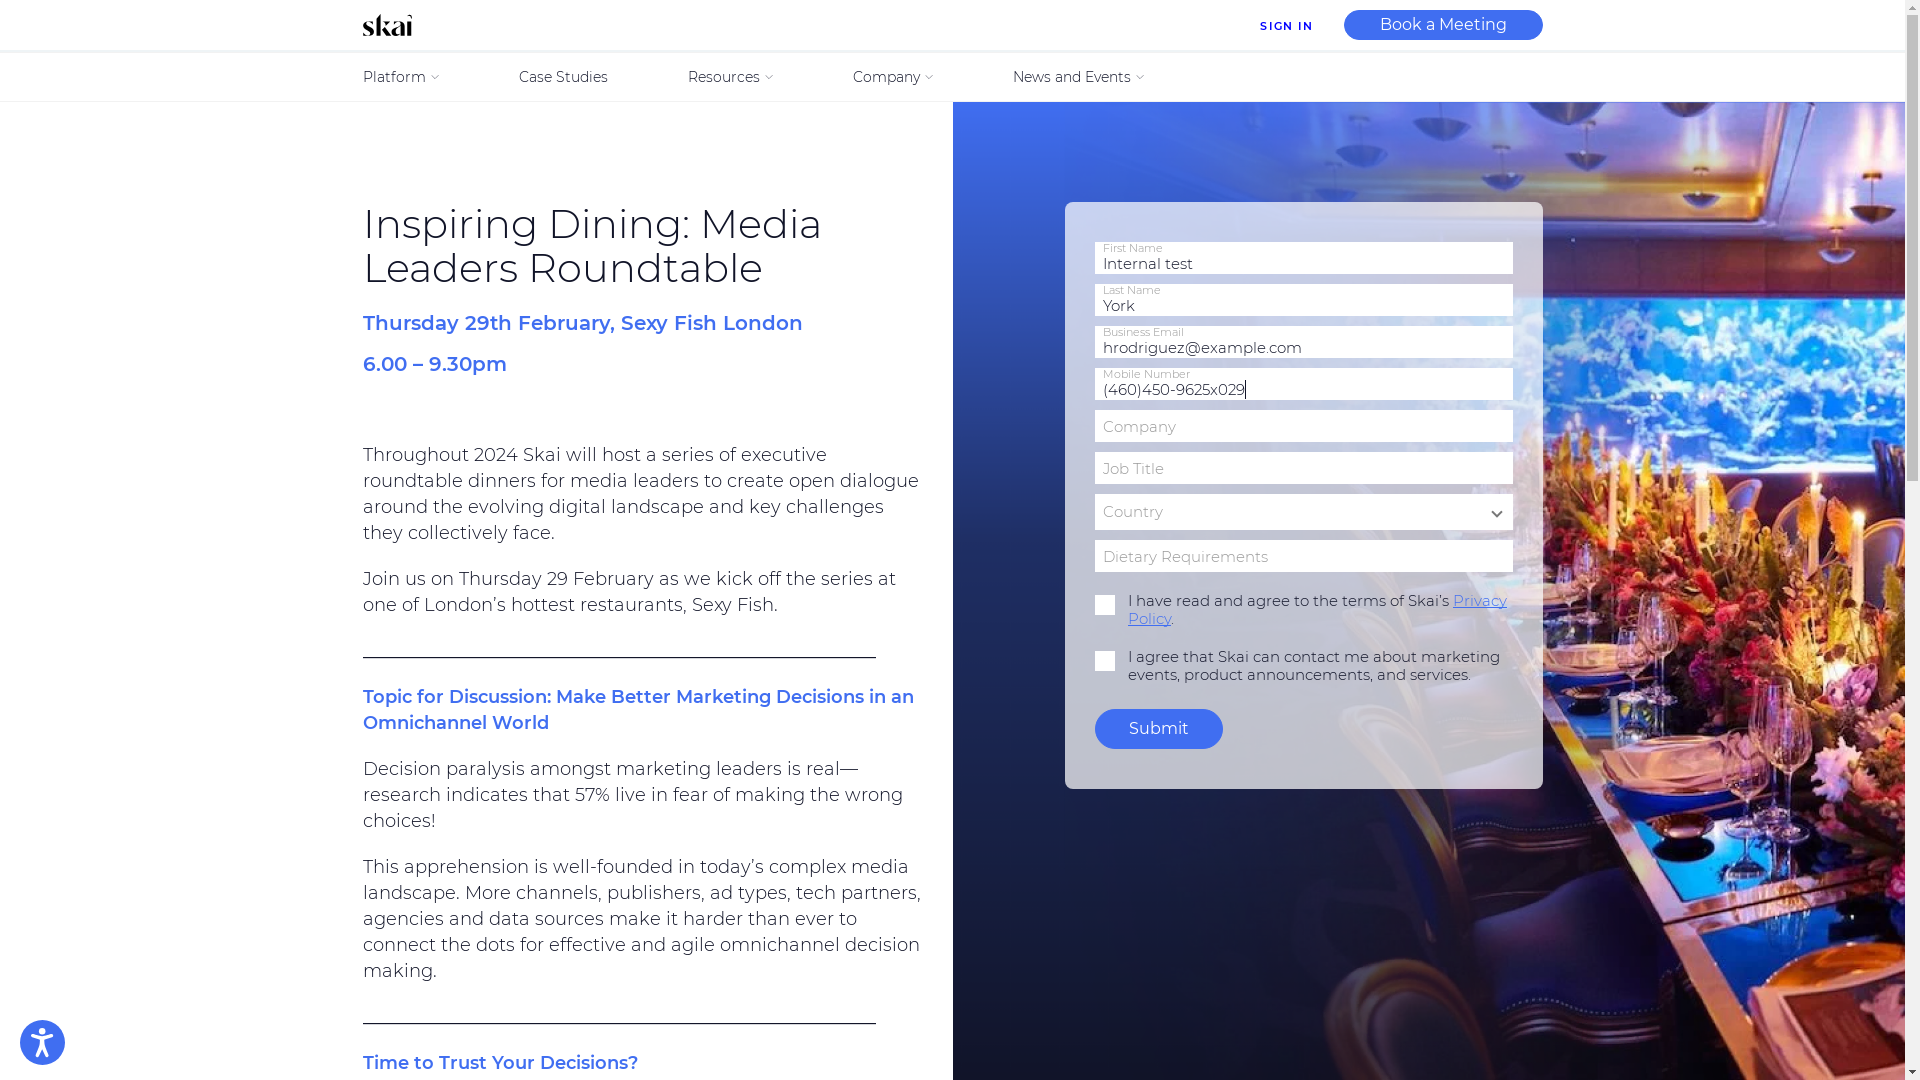 skai
SIGN IN
Book a Meeting
Platform
Case Studies
Resources
Company
News and Events
Inspiring Dining: Media
Leaders Roundtable
Thursday 29th February, Sexy Fish London
6.00 – 9.30pm
Throughout 2024 Skai will host a series of executive
roundtable dinners for media leaders to create open dialogue
around the evolving digital landscape and key challenges
they collectively face.
Join us on Thursday 29 February as we kick off the series at
one of London’s hottest restaurants, Sexy Fish.
Topic for Discussion: Make Better Marketing Decisions in an
Omnichannel World
Decision paralysis amongst marketing leaders is real—
research indicates that 57% live in fear of making the wrong
choices!
This apprehension is well-founded in today’s complex media
landscape. More channels, publishers, ad types, tech partners,
agencies and data sources make it harder than ever to
connect the dots for effective and agile omnichannel decision
making.
Time to Trust Your Decisions?
First Name
Internal test
Last Name
York
Business Email
hrodriguez@example.com
Mobile Number
(460)450-9625x029
Company
Job Title
Country
Dietary Requirements
I have read and agree to the terms of Skai’s Privacy
Policy.
I agree that Skai can contact me about marketing
events, product announcements, and services.
Submit